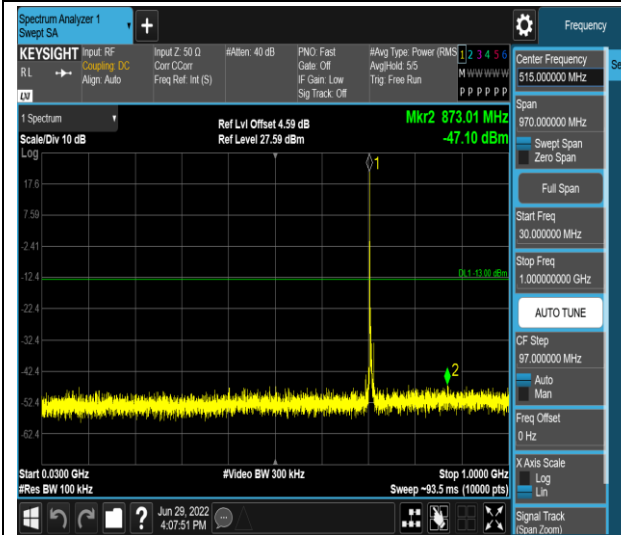 Spectrum Analyzer 1
Swept SA
+
Frequency
KEYSIGHT
RL
LXI
Input: RF
Coupling: DC
Align: Auto
Input Z: 50 Ω
Corr CCorr
Freq Ref: Int (S)
#Atten: 40 dB
PNO: Fast
Gate: Off
IF Gain: Low
Sig Track: Off
#Avg Type: Power (RMS
Avg|Hold: 5/5
Trig: Free Run
1 2 3 4 5 6
M W W W W W
P P P P P P
1 Spectrum
Scale/Div 10 dB
Log
Ref Lvl Offset 4.59 dB
Ref Level 27.59 dBm
Mkr2 873.01 MHz
-47.10 dBm
1
17.6
7.59
-2.41
-12.4
DL1 -13.00 dBm
-22.4
-32.4
-42.4
2
-52.4
-62.4
Start 0.0300 GHz
#Res BW 100 kHz
#Video BW 300 kHz
Stop 1.0000 GHz
Sweep ~93.5 ms (10000 pts)
?
Jun 29, 2022
4:07:51 PM
Center Frequency
515.000000 MHz
Se
Span
970.000000 MHz
Swept Span
Zero Span
Full Span
Start Freq
30.000000 MHz
Stop Freq
1.000000000 GHz
AUTO TUNE
CF Step
97.000000 MHz
Auto
Man
Freq Offset
0 Hz
X Axis Scale
Log
Lin
Signal Track
(Span Zoom)